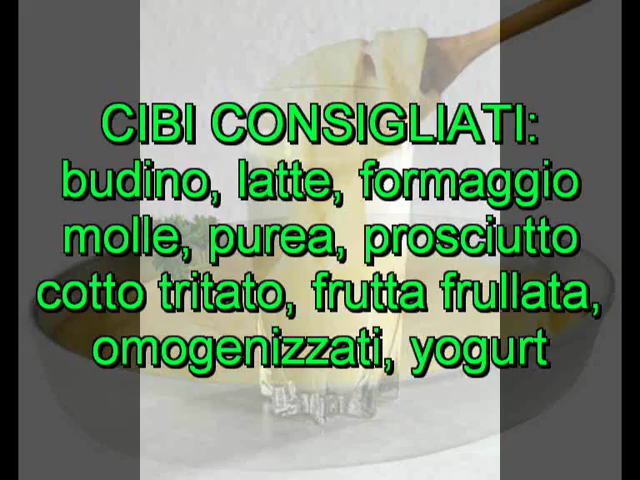 CIBI CONSIGLIATI:
budino, latte, formaggio
molle, purea, prosciutto
cotto tritato, frutta frullata,
omogenizzati, yogurt